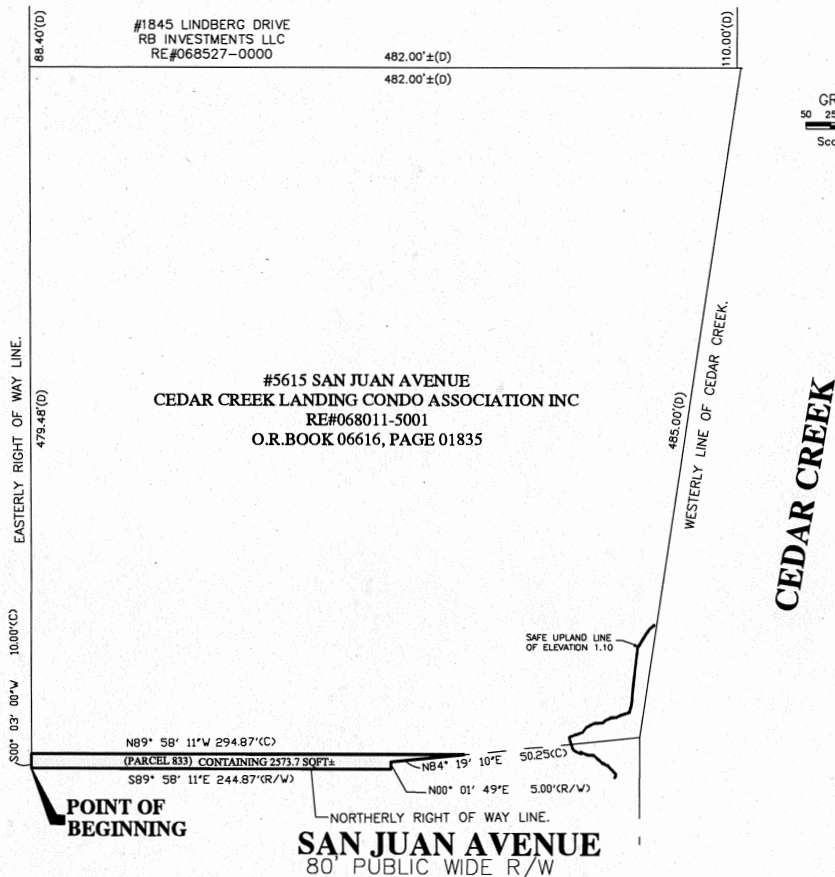 88.40'(D)
#1845 LINDBERG DRIVE
RB INVESTMENTS LLC
RE#068527-0000
482.00'±(D)
110.00'(D)
482.00'±(D)
GR
50 25
Sco
EASTERLY RIGHT OF WAY LINE.
479.48'(D)
#5615 SAN JUAN AVENUE
CEDAR CREEK LANDING CONDO ASSOCIATION INC
RE#068011-5001
O.R.BOOK 06616, PAGE 01835
485.00'(D)
WESTERLY LINE OF CEDAR CREEK.
CEDAR CREEK
SAFE UPLAND LINE
OF ELEVATION 1.10
S00° 03' 00"W 10.00'(C)
N89° 58' 11"W 294.87'(C)
(PARCEL 833) CONTAINING 2573.7 SQFT±
N84° 19' 10"E 50.25(C)
S89° 58' 11"E 244.87'(R/W)
N00° 01' 49"E 5.00'(R/W)
POINT OF
BEGINNING
NORTHERLY RIGHT OF WAY LINE.
SAN JUAN AVENUE
80' PUBLIC WIDE R/W